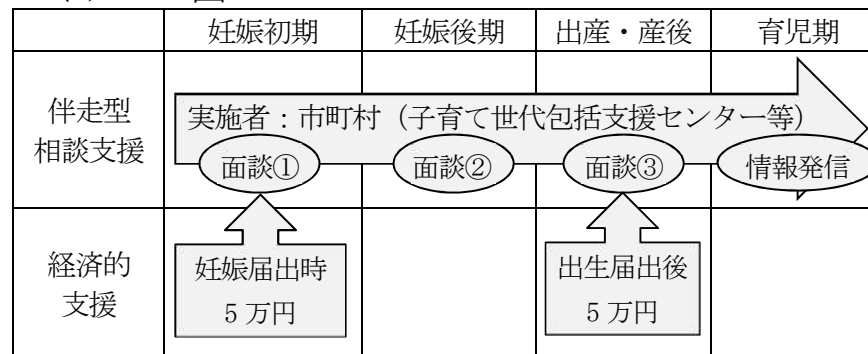 妊娠初期 妊娠後期 出産・産後 育児期
伴走型
相談支援
実施者：市町村（子育て世代包括支援センター等）
面談① 面談② 面談③ 情報発信
経済的
支援
妊娠届出時
５万円
出生届出後
５万円